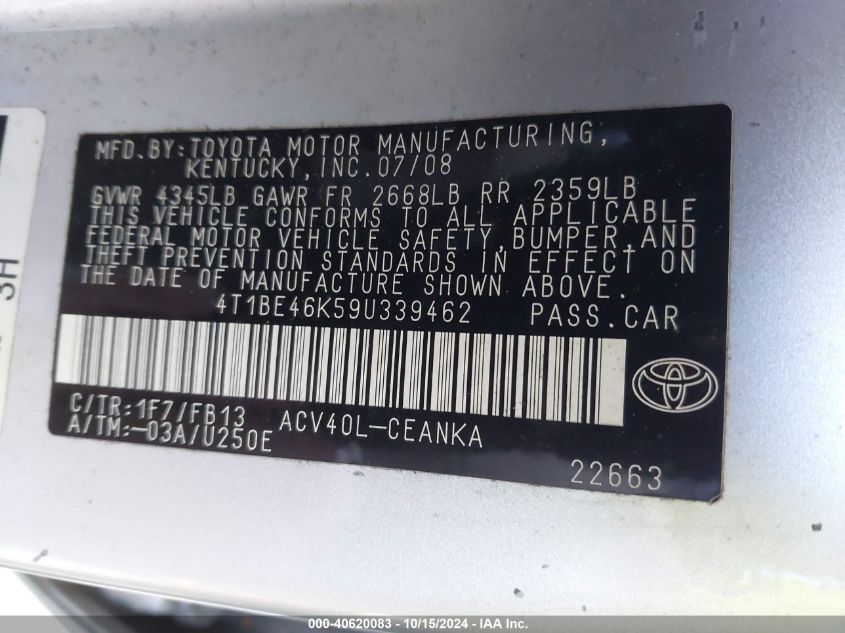 MFD.BY:TOYOTA MOTOR MANUFACTURING,
KENTUCKY,INC.07/08
GVWR 4345LB GAWR FR 2668LB RR 2359LB
THIS VEHICLE CONFORMS TO ALL APPLICABLE
FEDERAL MOTOR VEHICLE SAFETY,BUMPER,AND
THEFT PREVENTION STANDARDS IN EFFECT ON
THE DATE OF MANUFACTURE SHOWN ABOVE.
4T1BE46K59U339462 PASS.CAR
C/TR:1F7/FB13 ACV40L-CEANKA
A/TM:-03A/U250E
22663
3H
000-40620083 - 10/15/2024 - IAA Inc.